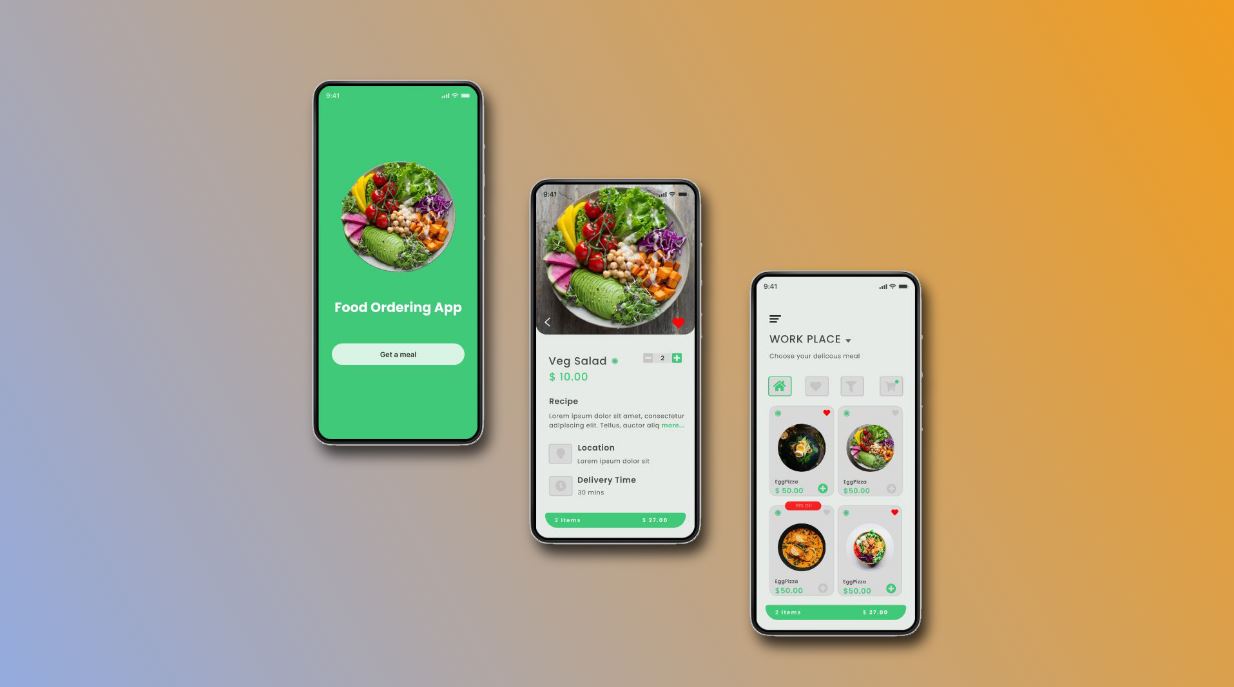 9:41
Food Ordering App
Get a meal
9:41
Veg Salad
2
$ 10.00
Recipe
Lorem ipsum dolor sit amet, consectetur
adipiscing elit. Tellus, auctor aliq more...
Location
Lorem ipsum dolor sit
Delivery Time
30 mins
2 Items $ 27.00
9:41
WORK PLACE
Choose your delicous meal
EggPizza
$ 50.00
EggPizza
$50.00
EggPizza
$50.00
EggPizza
$50.00
2 Items $ 27.00